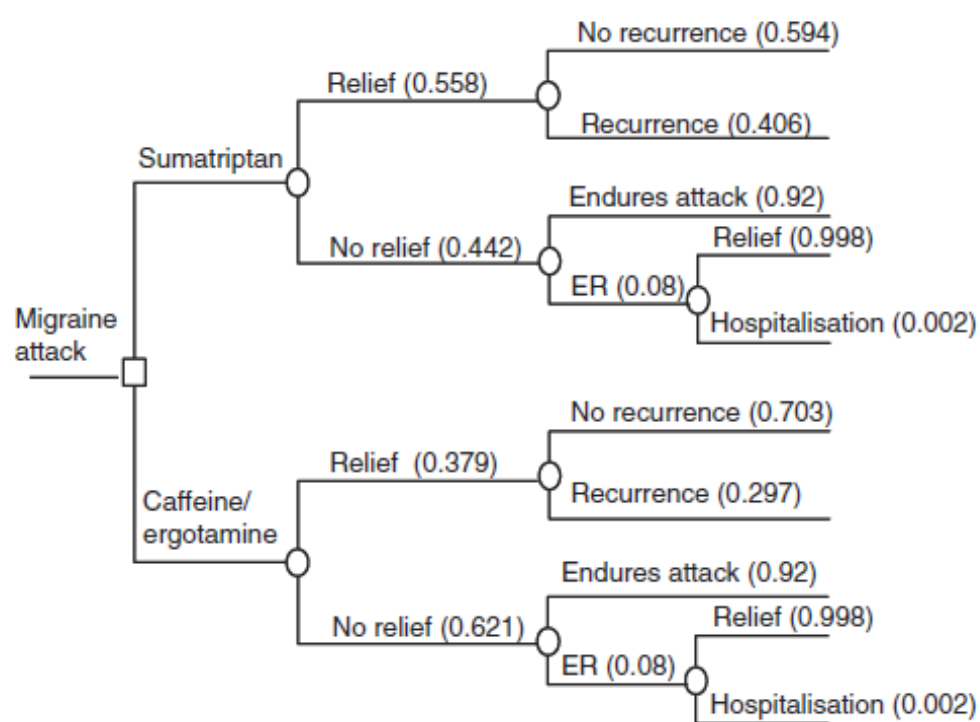 No recurrence (0.594)
Relief (0.558)
Recurrence (0.406)
Sumatriptan
Endures attack (0.92)
Relief (0.998)
No relief (0.442)
ER (0.08)
Hospitalisation (0.002)
Migraine
attack
No recurrence (0.703)
Relief (0.379)
Recurrence (0.297)
Caffeine/
ergotamine
Endures attack (0.92)
Relief (0.998)
No relief (0.621)
ER (0.08)
Hospitalisation (0.002)